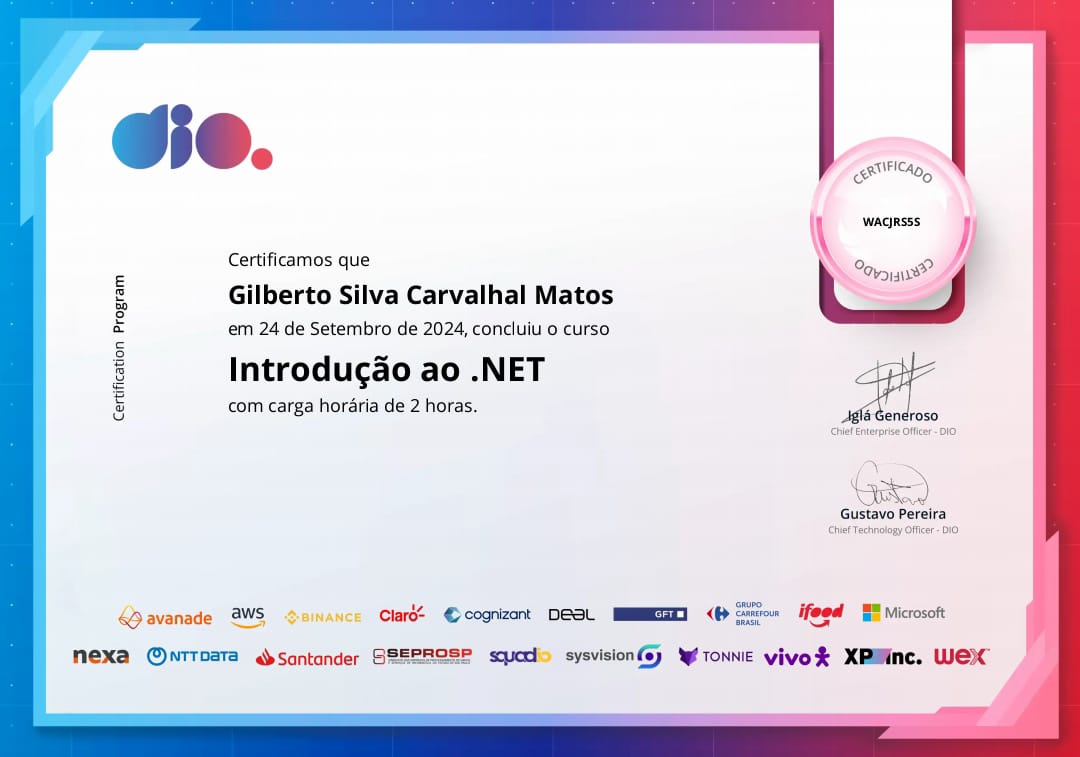 dio.
CERTIFICADO
WACJRS5S
CERTIFICADO
Certification Program
Certificamos que
Gilberto Silva Carvalhal Matos
em 24 de Setembro de 2024, concluiu o curso
Introdução ao .NET
com carga horária de 2 horas.
Iglá Generoso
Chief Enterprise Officer - DIO
Gustavo Pereira
Chief Technology Officer - DIO
avanade aws BINANCE Claro cognizant DEAL GFT GRUPO CARREFOUR BRASIL ifood Microsoft
nexa NTT DATA Santander SEPROSP squadio sysvision TONNIE vivo XP inc. wex